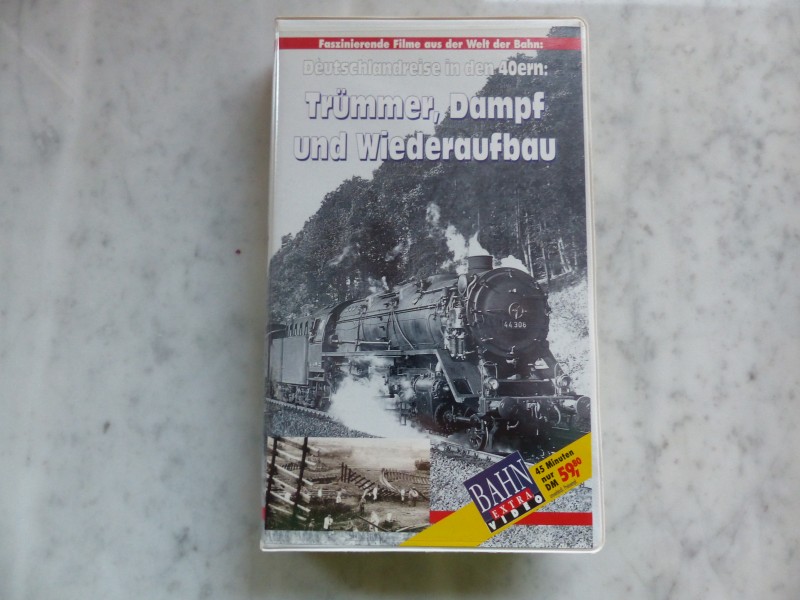 Faszinierende Filme aus der Welt der Bahn:
Deutschlandreise in den 40ern:
Trümmer, Dampf
und Wiederaufbau
44 306
BAHN
EXTRA
VIDEO
45 Minuten
nur
DM 59,80